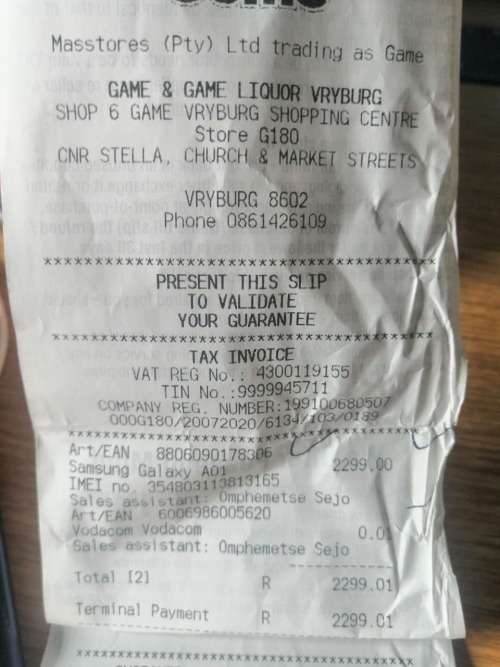 Masstores (Pty) Ltd trading as Game
GAME & GAME LIQUOR VRYBURG
SHOP 6 GAME VRYBURG SHOPPING CENTRE
Store G180
CNR STELLA, CHURCH & MARKET STREETS
VRYBURG 8602
Phone 0861426109
PRESENT THIS SLIP
TO VALIDATE
YOUR GUARANTEE
TAX INVOICE
VAT REG No.: 4300119155
TIN No.:9999945711
COMPANY REG. NUMBER:199100680507
000G180/20072020/6134/103/0189
Art/EAN 8806090178306
Samsung Galaxy A01 2299.00
IMEI no. 354803113813165
Sales assistant: Omphemetse Sejo
Art/EAN 6006986005620
Vodacom Vodacom 0.01
Sales assistant: Omphemetse Sejo
Total [2] R 2299.01
Terminal Payment R 2299.01